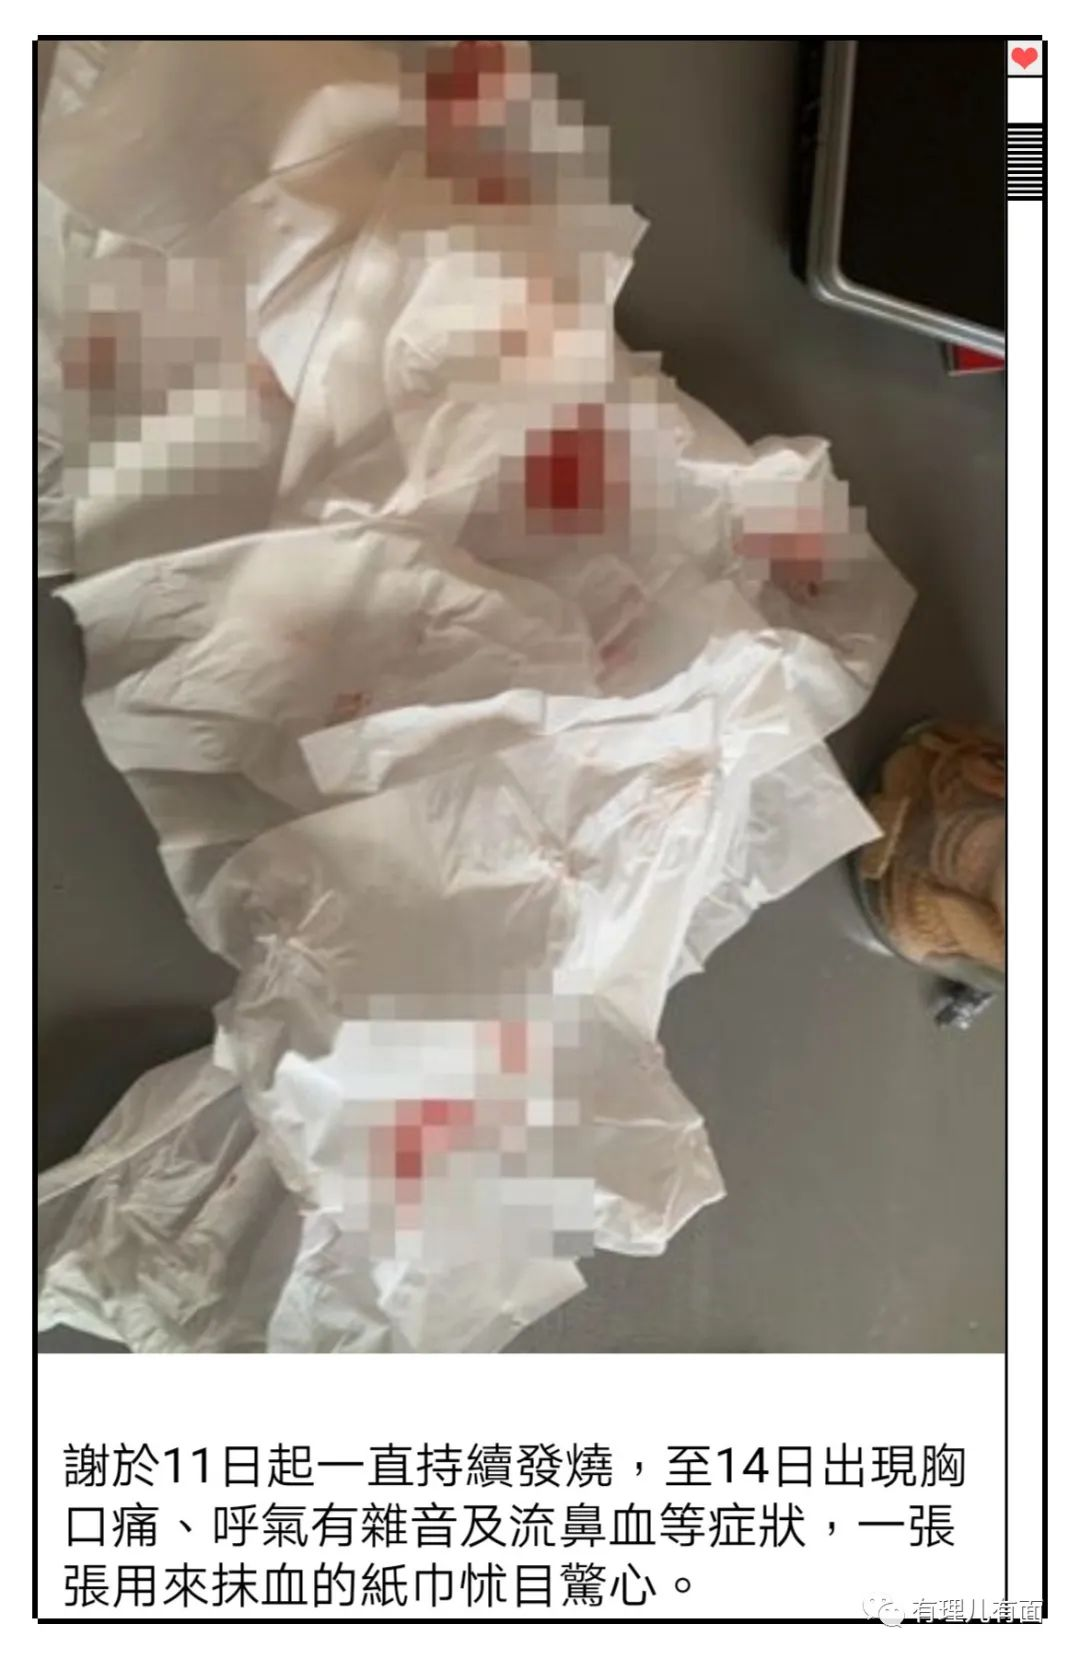 謝於11日起一直持續發燒，至14日出現胸
口痛、呼氣有雜音及流鼻血等症狀，一張
張用來抹血的紙巾怵目驚心。
有理儿有面